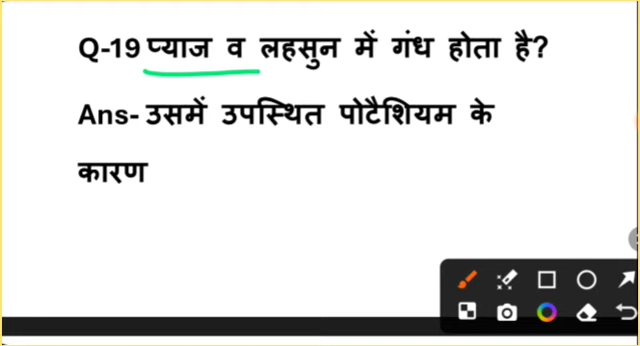 Q-19 प्याज व लहसुन में गंध होता है?
Ans- उसमें उपस्थित पोटैशियम के
कारण